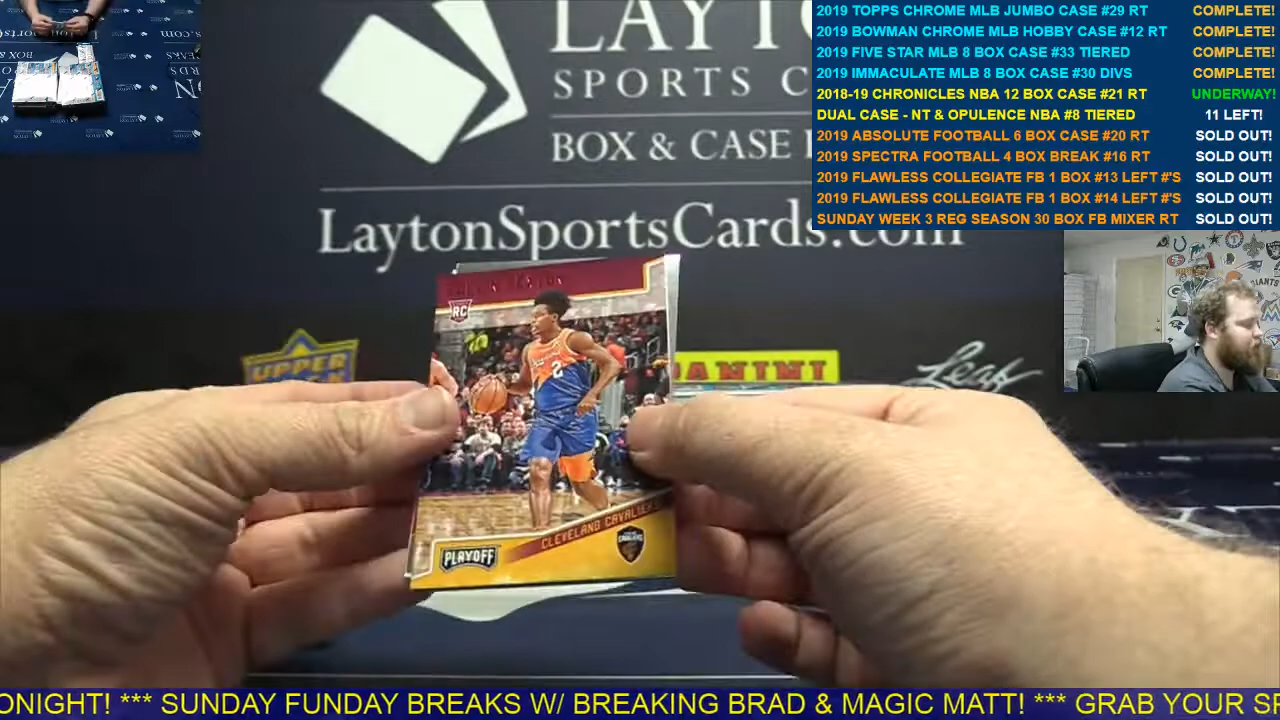 2019 TOPPS CHROME MLB JUMBO CASE #29 RT COMPLETE!
2019 BOWMAN CHROME MLB HOBBY CASE #12 RT COMPLETE!
2019 FIVE STAR MLB 8 BOX CASE #33 TIERED COMPLETE!
2019 IMMACULATE MLB 8 BOX CASE #30 DIVS COMPLETE!
2018-19 CHRONICLES NBA 12 BOX CASE #21 RT UNDERWAY!
DUAL CASE - NT & OPULENCE NBA #8 TIERED 11 LEFT!
2019 ABSOLUTE FOOTBALL 6 BOX CASE #20 RT SOLD OUT!
2019 SPECTRA FOOTBALL 4 BOX BREAK #16 RT SOLD OUT!
2019 FLAWLESS COLLEGIATE FB 1 BOX #13 LEFT #'S SOLD OUT!
2019 FLAWLESS COLLEGIATE FB 1 BOX #14 LEFT #'S SOLD OUT!
SUNDAY WEEK 3 REG SEASON 30 BOX FB MIXER RT SOLD OUT!
LAYTO
SPORTS C
BOX & CASE
LaytonSportsCards.com
UPPER
PANINI
Leaf
RC
2
CLEVELAND CAVALIERS
PLAYOFF
CAVALIERS
ONIGHT! *** SUNDAY FUNDAY BREAKS W/ BREAKING BRAD & MAGIC MATT! *** GRAB YOUR SP